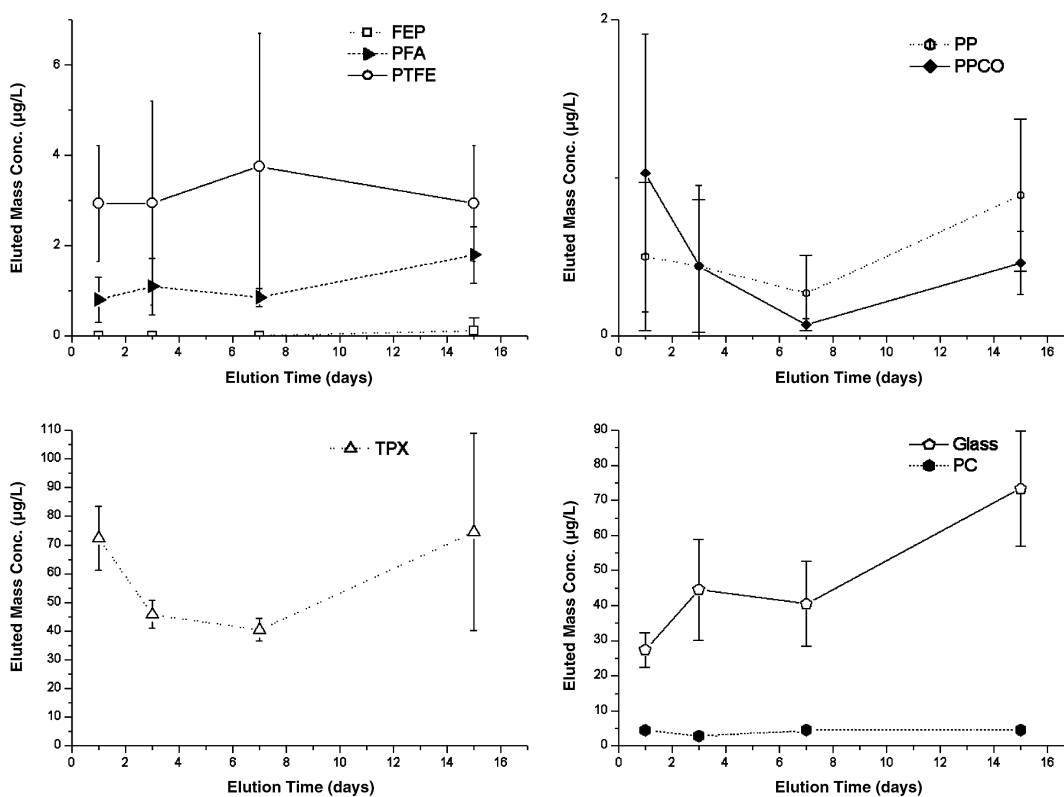 FEP
PFA
PTFE
Eluted Mass Conc. (µg/L)
6
4
2
0
0 2 4 6 8 10 12 14 16
Elution Time (days)
PP
PPCO
Eluted Mass Conc. (µg/L)
2
0
0 2 4 6 8 10 12 14 16
Elution Time (days)
TPX
Eluted Mass Conc. (µg/L)
110
100
90
80
70
60
50
40
30
20
10
0
0 2 4 6 8 10 12 14 16
Elution Time (days)
Glass
PC
Eluted Mass Conc. (µg/L)
90
80
70
60
50
40
30
20
10
0
0 2 4 6 8 10 12 14 16
Elution Time (days)